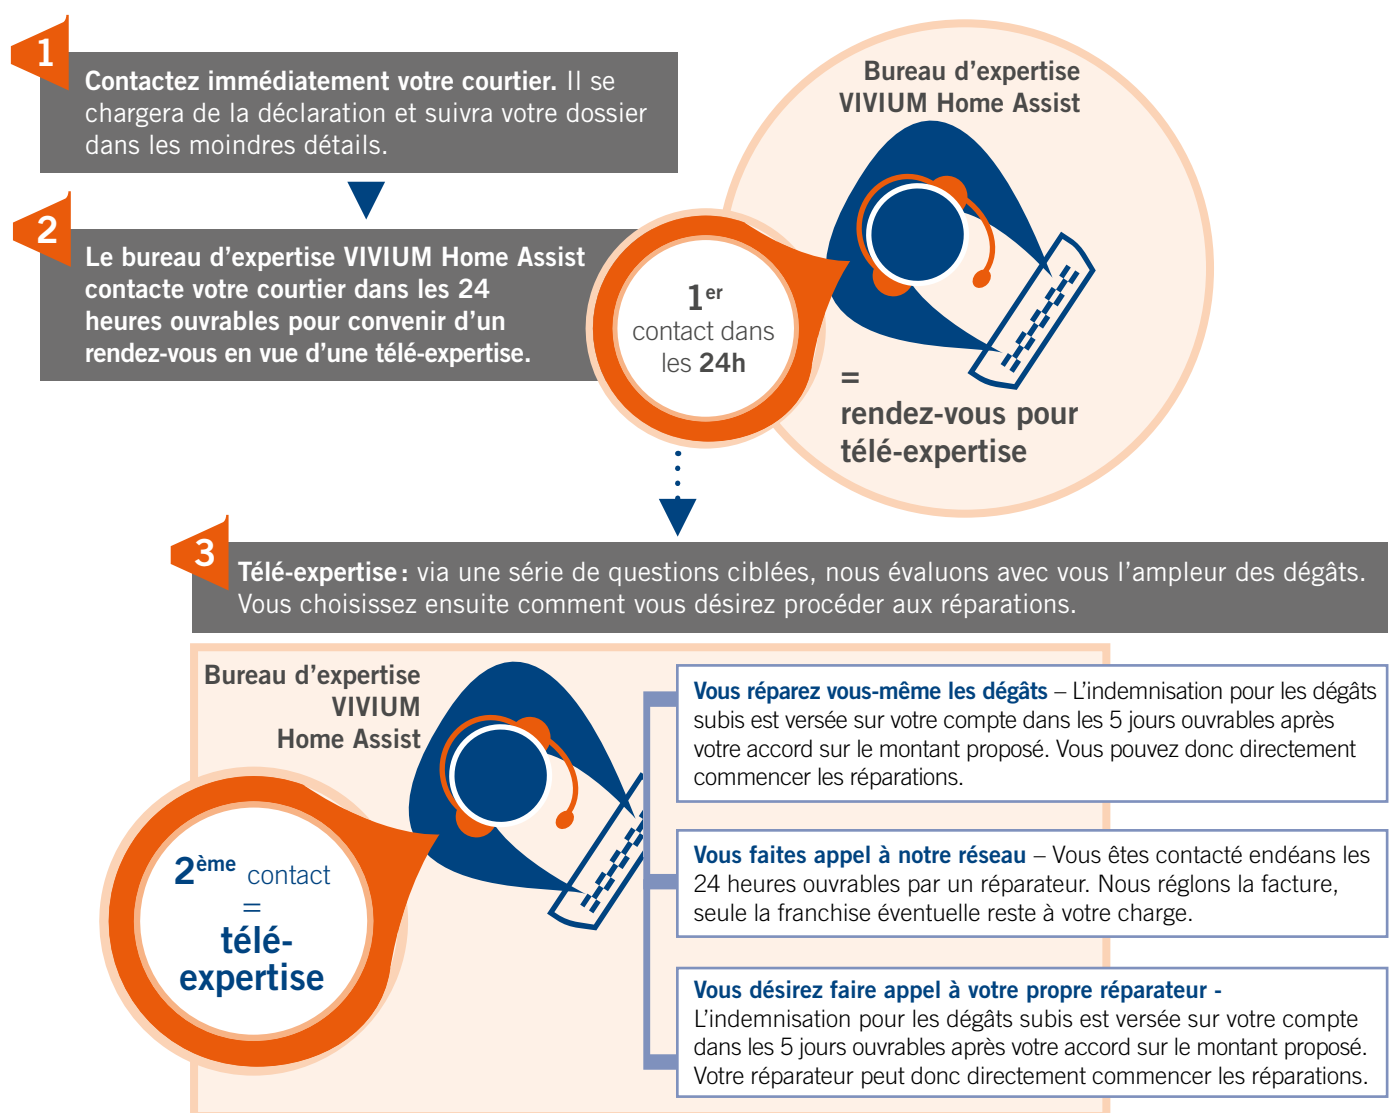 1
Contactez immédiatement votre courtier. Il se
chargera de la déclaration et suivra votre dossier
dans les moindres détails.
2
Le bureau d’expertise VIVIUM Home Assist
contacte votre courtier dans les 24
heures ouvrables pour convenir d’un
rendez-vous en vue d’une télé-expertise.
1er
contact dans
les 24h
Bureau d’expertise
VIVIUM Home Assist
=
rendez-vous pour
télé-expertise
3
Télé-expertise : via une série de questions ciblées, nous évaluons avec vous l’ampleur des dégâts.
Vous choisissez ensuite comment vous désirez procéder aux réparations.
Bureau d’expertise
VIVIUM
Home Assist
2ème contact
=
télé-
expertise
Vous réparez vous-même les dégâts – L’indemnisation pour les dégâts
subis est versée sur votre compte dans les 5 jours ouvrables après
votre accord sur le montant proposé. Vous pouvez donc directement
commencer les réparations.
Vous faites appel à notre réseau – Vous êtes contacté endéans les
24 heures ouvrables par un réparateur. Nous réglons la facture,
seule la franchise éventuelle reste à votre charge.
Vous désirez faire appel à votre propre réparateur -
L’indemnisation pour les dégâts subis est versée sur votre compte
dans les 5 jours ouvrables après votre accord sur le montant proposé.
Votre réparateur peut donc directement commencer les réparations.